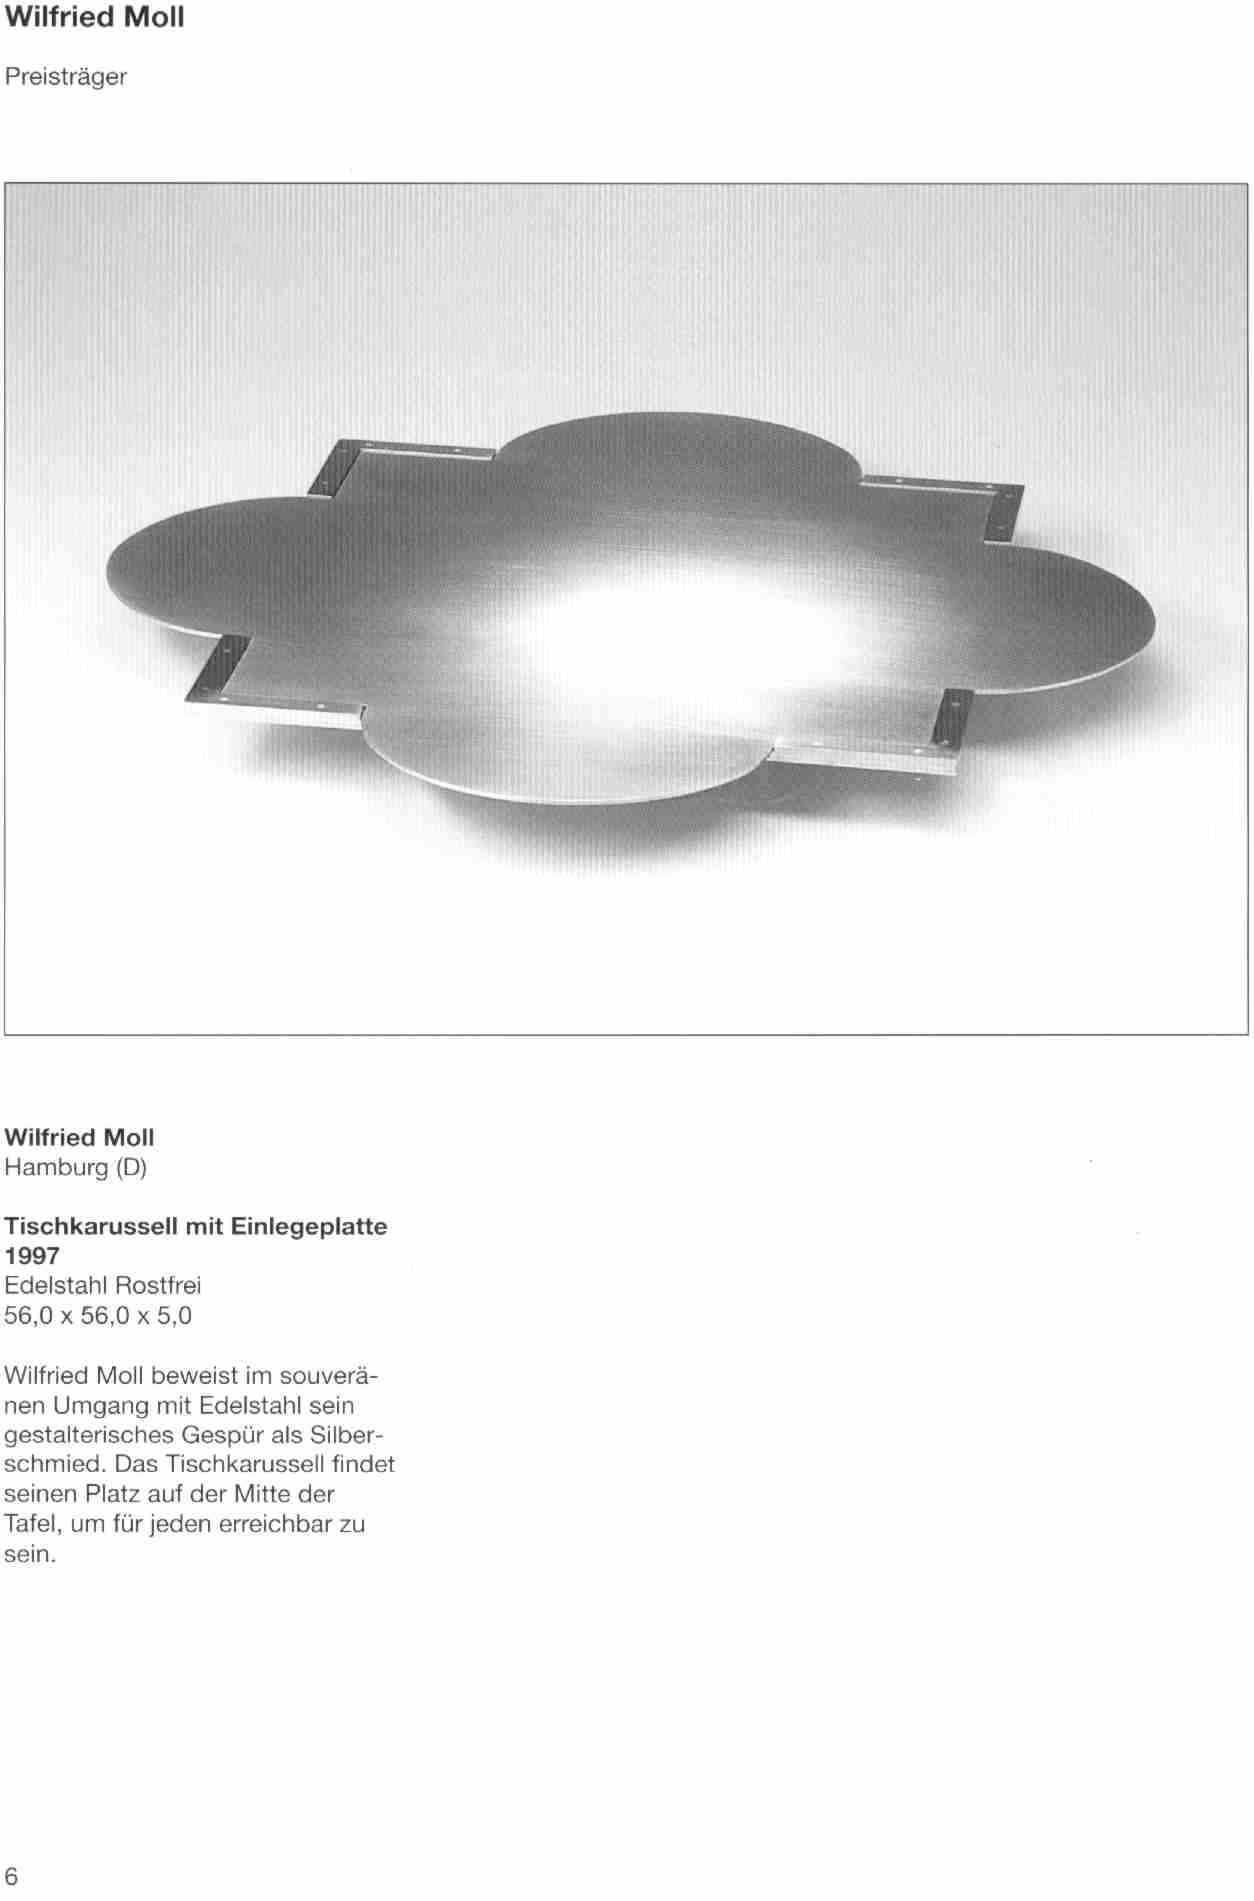 Wilfried Moll
Preisträger
Wilfried Moll
Hamburg (D)
Tischkarussell mit Einlegeplatte
1997
Edelstahl Rostfrei
56,0 x 56,0 x 5,0
Wilfried Moll beweist im souverä-
nen Umgang mit Edelstahl sein
gestalterisches Gespür als Silber-
schmied. Das Tischkarussell findet
seinen Platz auf der Mitte der
Tafel, um für jeden erreichbar zu
sein.
6